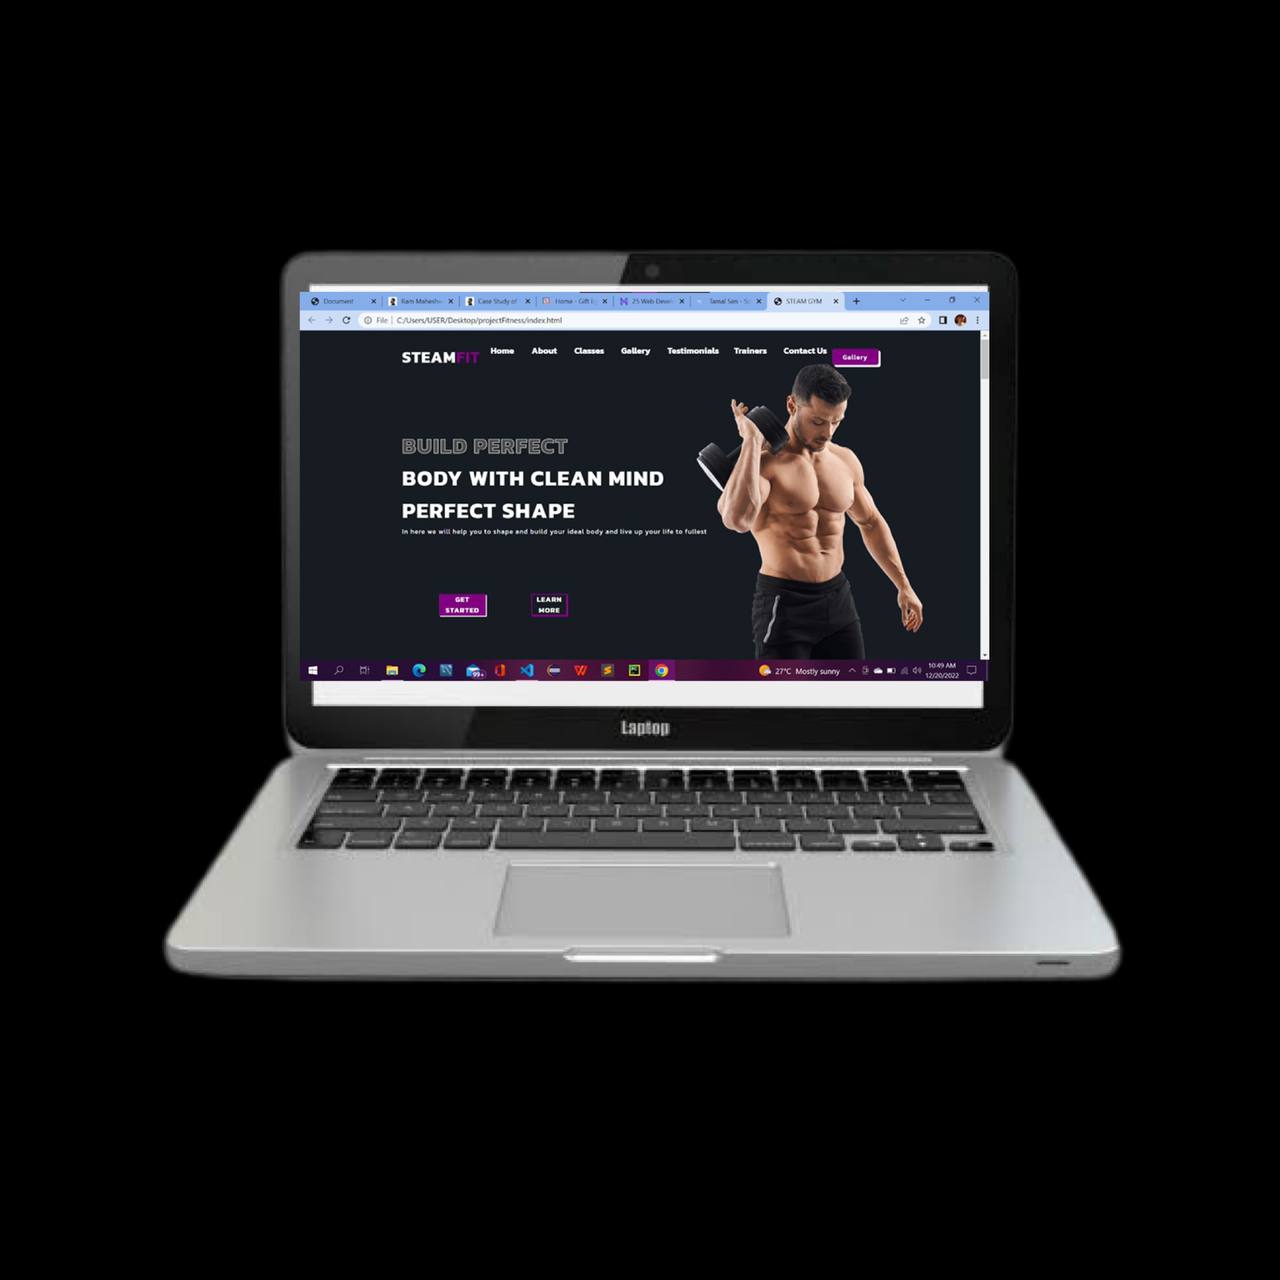 Document
Ram Mahesh
Case Study of
Home - Gift
25 Web Devel
Tamal Sen - So
STEAM GYM
File | C:/Users/USER/Desktop/projectFitness/index.html
STEAMFIT Home About Classes Gallery Testimonials Trainers Contact Us Gallery
BUILD PERFECT
BODY WITH CLEAN MIND
PERFECT SHAPE
In here we will help you to shape and build your ideal body and live up your life to fullest
GET
STARTED
LEARN
MORE
99+
27°C Mostly sunny
10:49 AM
12/20/2022
Laptop